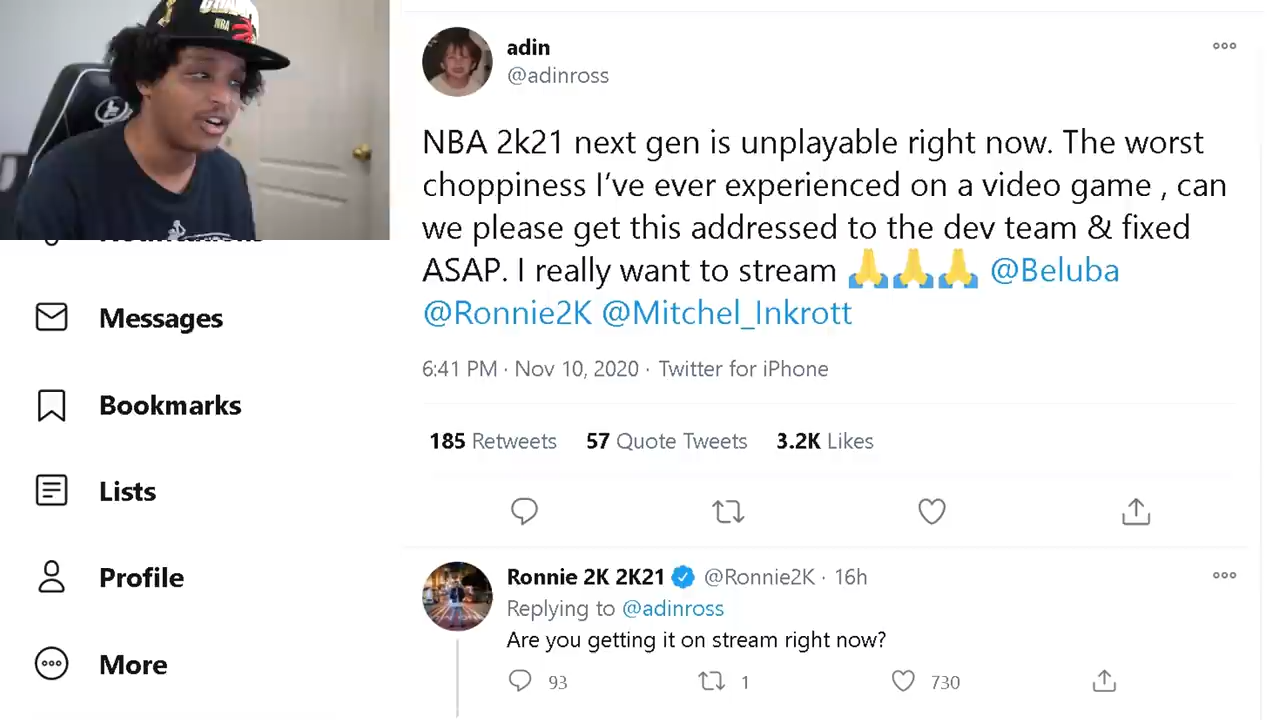 NBA
adin
@adinross
NBA 2k21 next gen is unplayable right now. The worst
choppiness I’ve ever experienced on a video game , can
we please get this addressed to the dev team & fixed
ASAP. I really want to stream 🙏🙏🙏 @Beluba
@Ronnie2K @Mitchel_Inkrott
6:41 PM · Nov 10, 2020 · Twitter for iPhone
185 Retweets 57 Quote Tweets 3.2K Likes
Messages
Bookmarks
Lists
Profile
More
Ronnie 2K 2K21 @Ronnie2K · 16h
Replying to @adinross
Are you getting it on stream right now?
93 1 730